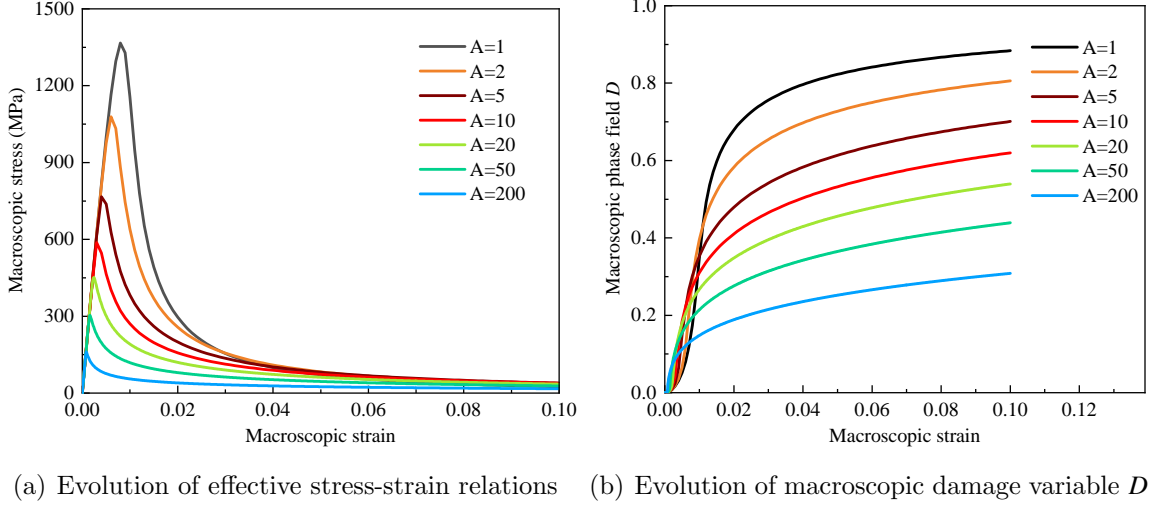 1500
1200
900
600
300
0
0.00
0.02
0.04
0.06
0.08
0.10
Macroscopic stress (MPa)
Macroscopic strain
A=1
A=2
A=5
A=10
A=20
A=50
A=200
1.0
0.8
0.6
0.4
0.2
0.0
0.00
0.02
0.04
0.06
0.08
0.10
0.12
Macroscopic phase field D
Macroscopic strain
A=1
A=2
A=5
A=10
A=20
A=50
A=200
(a) Evolution of effective stress-strain relations
(b) Evolution of macroscopic damage variable D